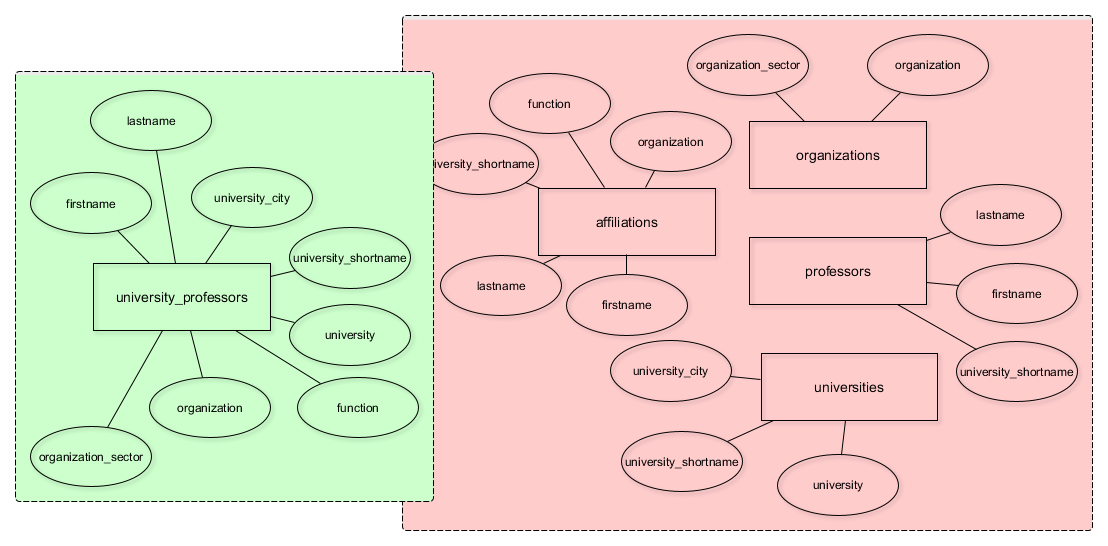 lastname
firstname
university_city
university_shortname
university_professors
university
organization
function
organization_sector
function
iversity_shortname
organization
affiliations
lastname
firstname
organization_sector
organization
organizations
lastname
professors
firstname
university_shortname
university_city
universities
university_shortname
university